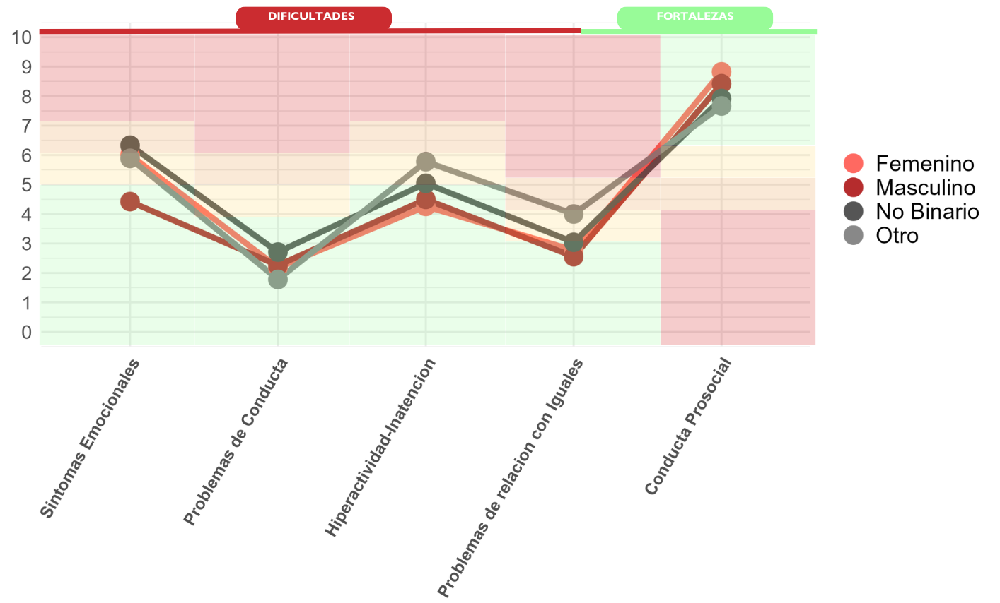 DIFICULTADES
FORTALEZAS
10
9
8
7
6
5
4
3
2
1
0
Femenino
Masculino
No Binario
Otro
Sintomas Emocionales
Problemas de Conducta
Hiperactividad-Inatencion
Problemas de relacion con Iguales
Conducta Prosocial